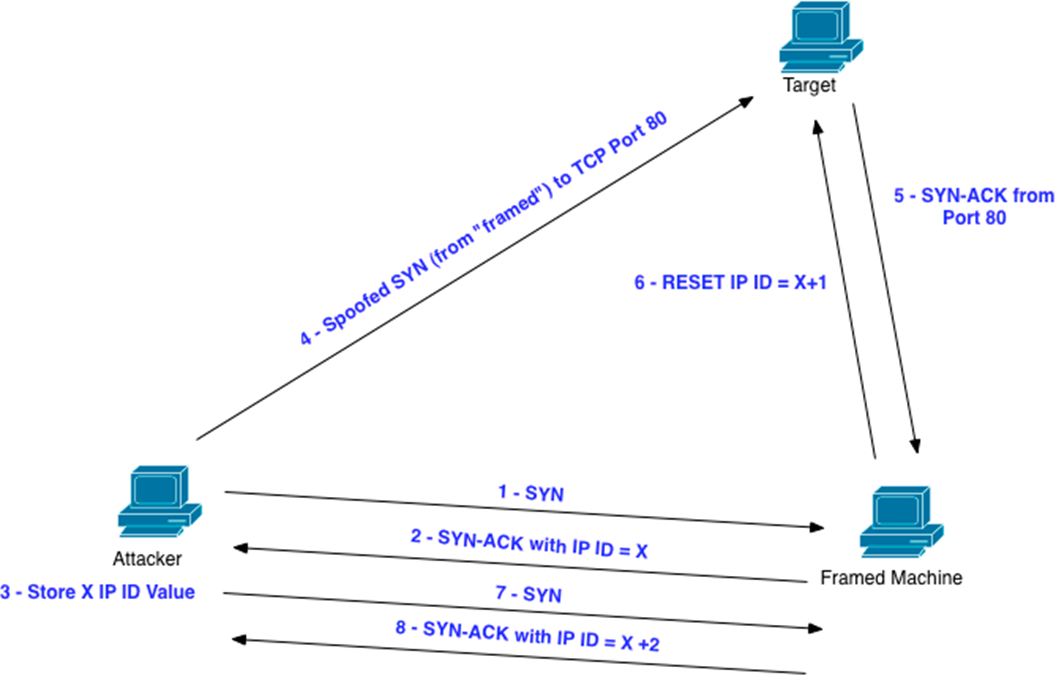 Target
4 - Spoofed SYN (from "framed") to TCP Port 80
5 - SYN-ACK from
Port 80
6 - RESET IP ID = X+1
1 - SYN
2 - SYN-ACK with IP ID = X
Attacker
Framed Machine
3 - Store X IP ID Value
7 - SYN
8 - SYN-ACK with IP ID = X +2